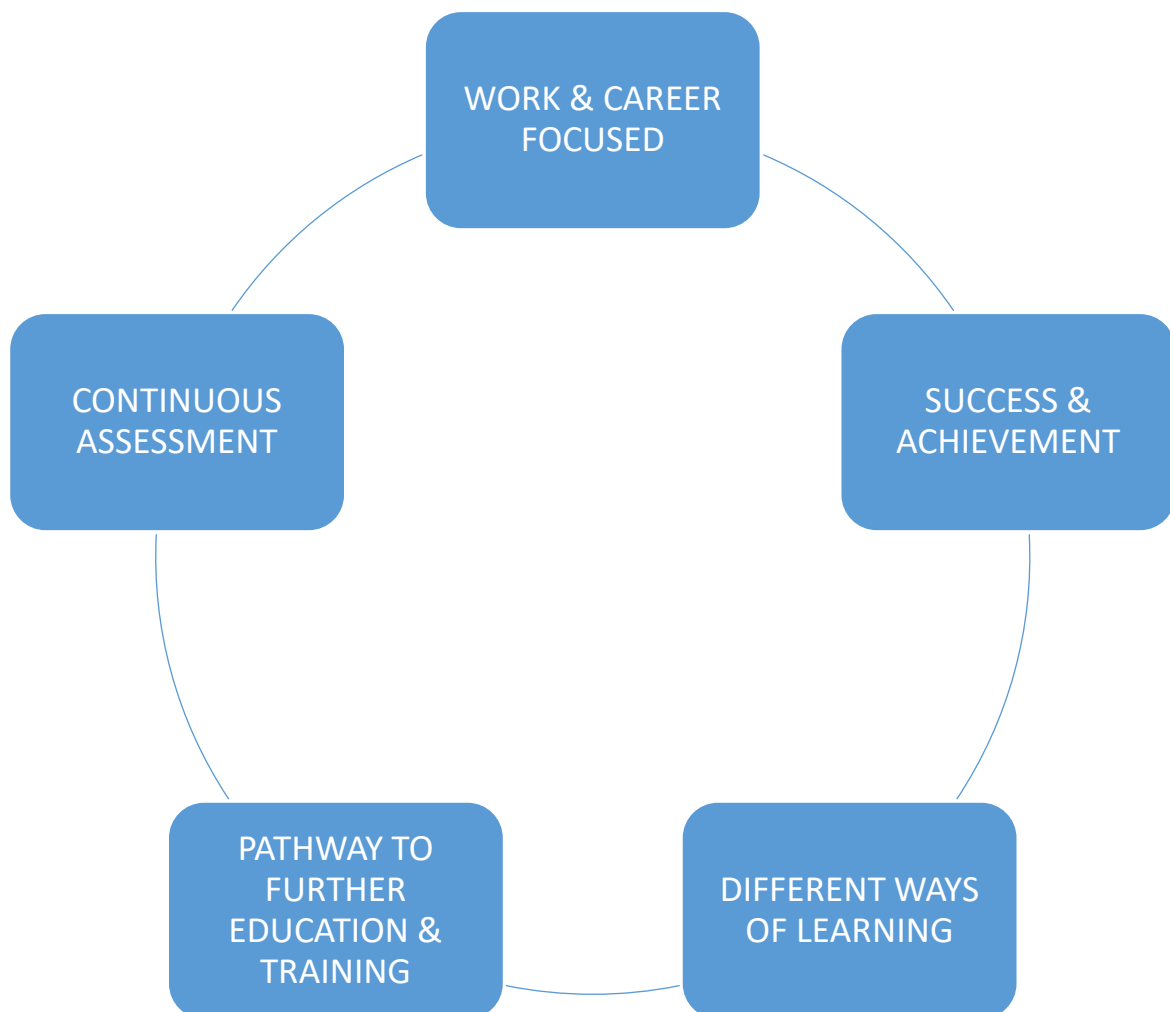 WORK & CAREER
FOCUSED
SUCCESS &
ACHIEVEMENT
DIFFERENT WAYS
OF LEARNING
PATHWAY TO
FURTHER
EDUCATION &
TRAINING
CONTINUOUS
ASSESSMENT